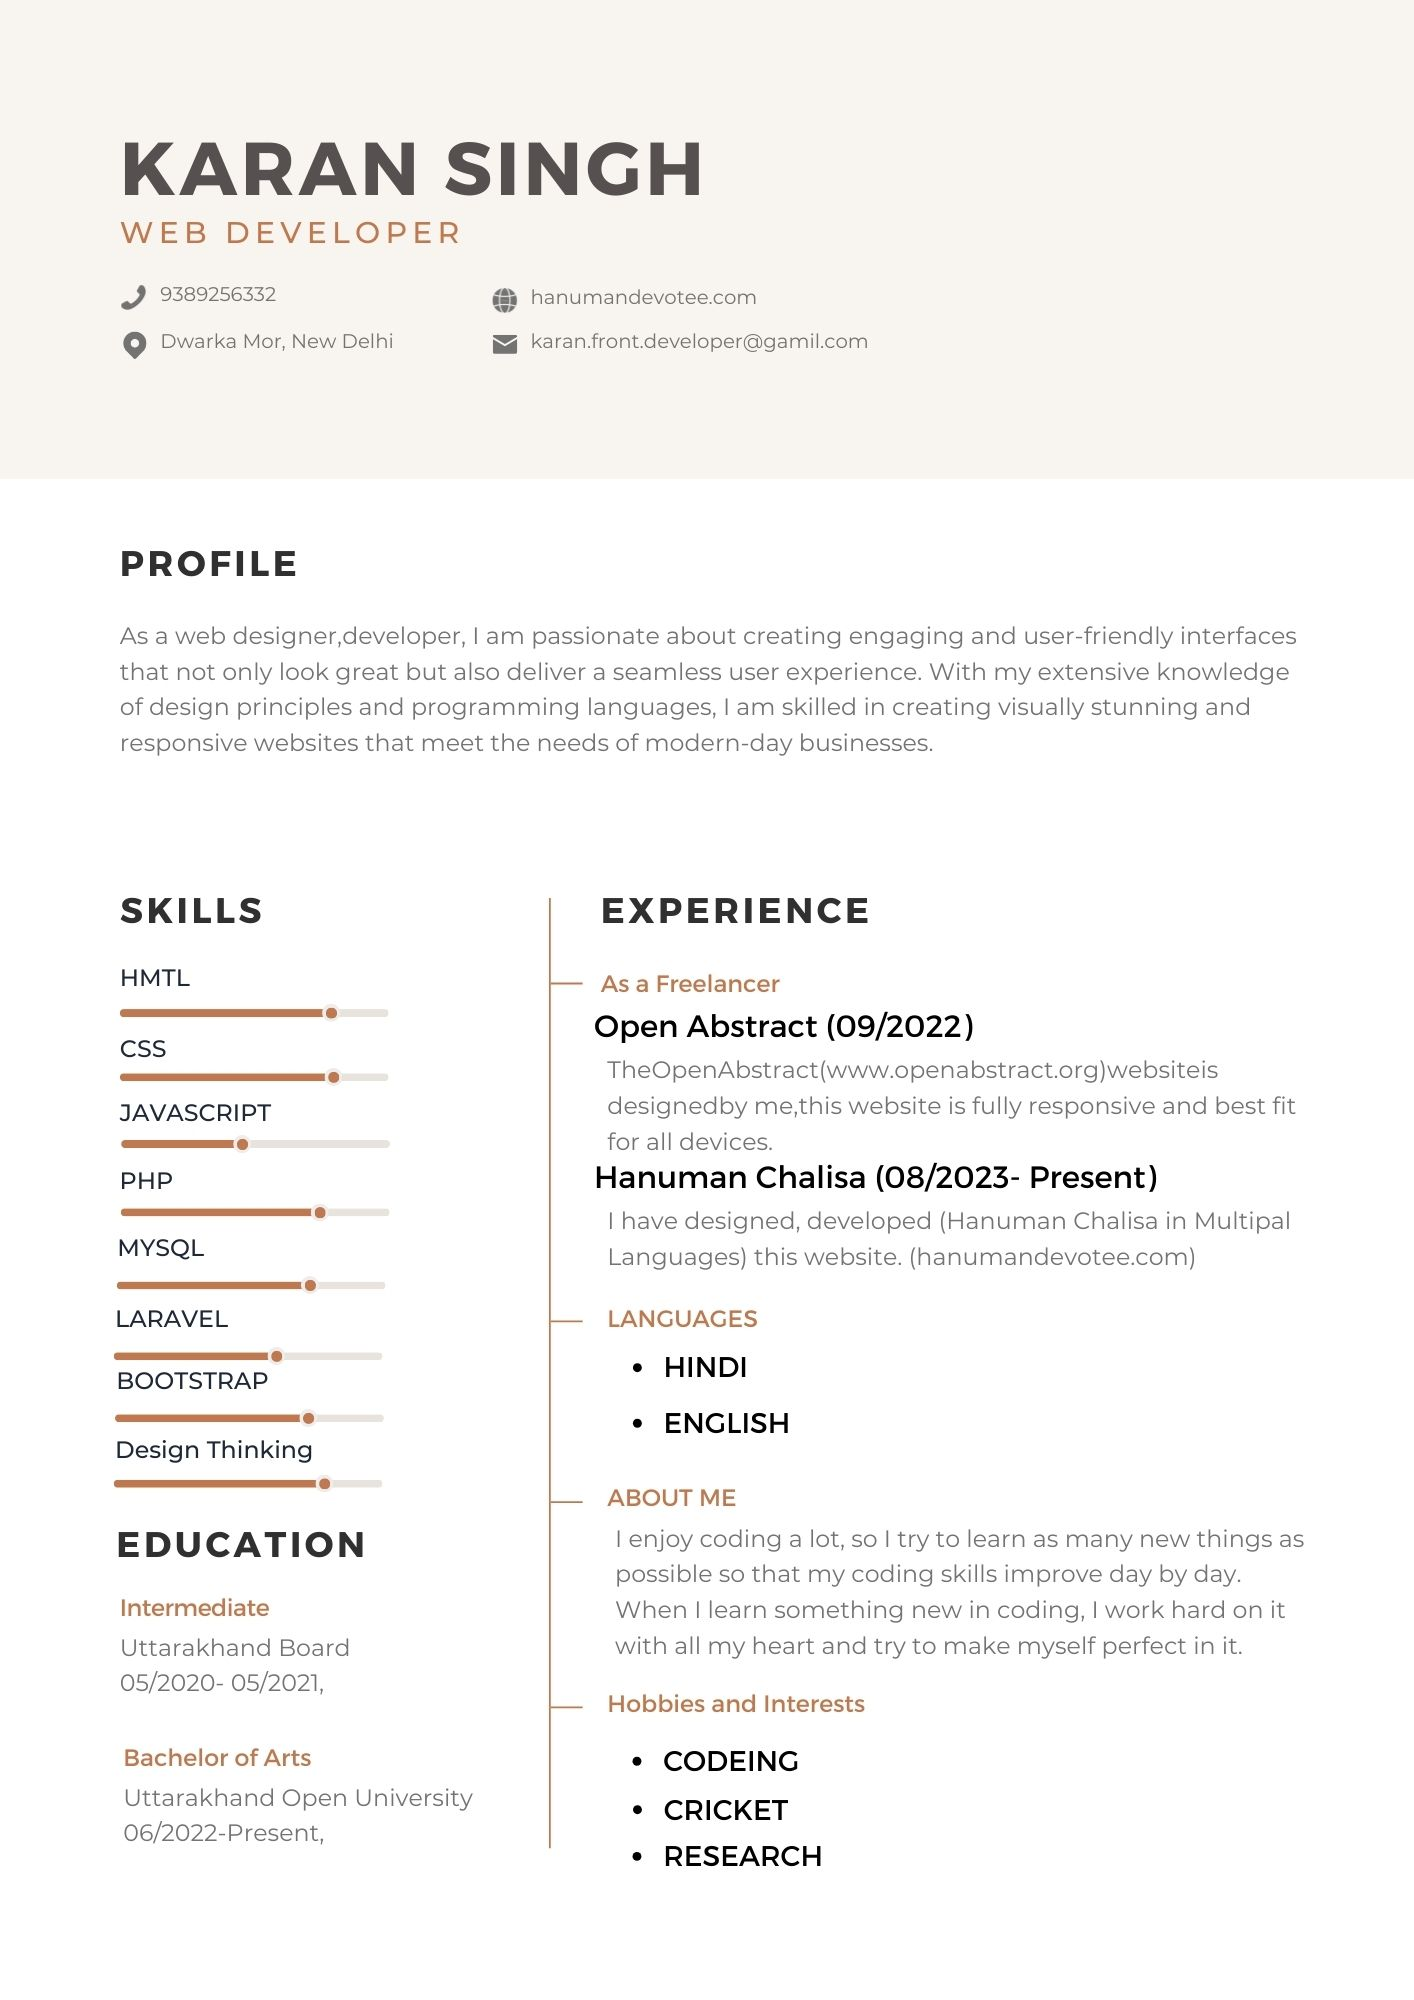 KARAN SINGH
WEB DEVELOPER
9389256332
hanumandevotee.com
Dwarka Mor, New Delhi
karan.front.developer@gamil.com
PROFILE
As a web designer,developer, I am passionate about creating engaging and user-friendly interfaces
that not only look great but also deliver a seamless user experience. With my extensive knowledge
of design principles and programming languages, I am skilled in creating visually stunning and
responsive websites that meet the needs of modern-day businesses.
SKILLS
HMTL
CSS
JAVASCRIPT
PHP
MYSQL
LARAVEL
BOOTSTRAP
Design Thinking
EDUCATION
Intermediate
Uttarakhand Board
05/2020- 05/2021,
Bachelor of Arts
Uttarakhand Open University
06/2022-Present,
EXPERIENCE
As a Freelancer
Open Abstract (09/2022)
TheOpenAbstract(www.openabstract.org)websiteis
designedby me,this website is fully responsive and best fit
for all devices.
Hanuman Chalisa (08/2023- Present)
I have designed, developed (Hanuman Chalisa in Multipal
Languages) this website. (hanumandevotee.com)
LANGUAGES
• HINDI
• ENGLISH
ABOUT ME
I enjoy coding a lot, so I try to learn as many new things as
possible so that my coding skills improve day by day.
When I learn something new in coding, I work hard on it
with all my heart and try to make myself perfect in it.
Hobbies and Interests
• CODEING
• CRICKET
• RESEARCH